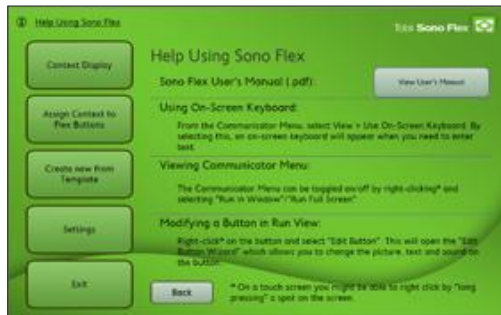 Help Using Sono Flex
Tobii Sono Flex
Context Display
Assign Context to
Flex Buttons
Create new from
Template
Settings
Exit
Help Using Sono Flex
Sono Flex User's Manual (.pdf):
View User's Manual
Using On-Screen Keyboard:
From the Communicator Menu, select View > Use On-Screen Keyboard. By
selecting this, an on-screen keyboard will appear when you need to enter
text.
Viewing Communicator Menu:
The Communicator Menu can be toggled on/off by right-clicking* and
selecting "Run in Window"/"Run Full Screen"
Modifying a Button in Run View:
Right-click* on the button and select "Edit Button". This will open the "Edit
Button Wizard" which allows you to change the picture, text and sound on
the button.
Back
* On a touch screen you might be able to right click by "long
pressing" a spot on the screen.